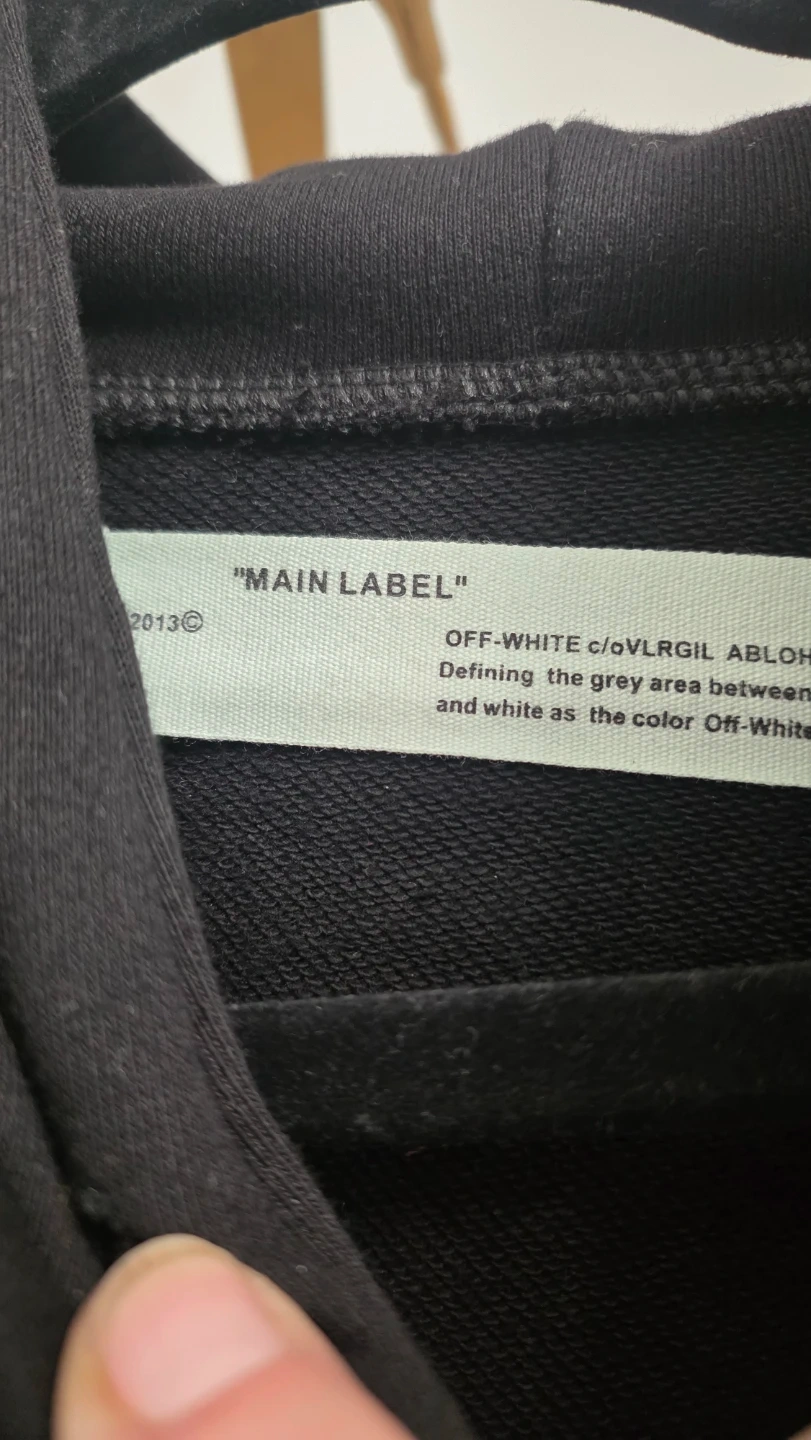 "MAIN LABEL"
2013©
OFF-WHITE c/oVLRGIL ABLOH
Defining the grey area between
and white as the color Off-White